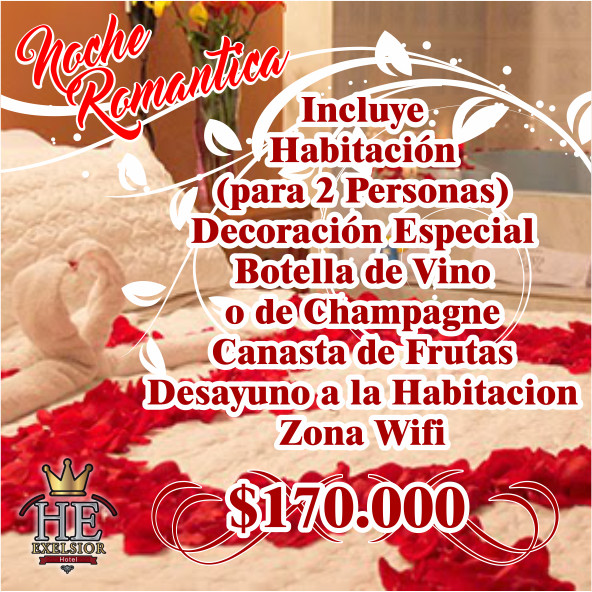 Noche
Romantica
Incluye
Habitación
(para 2 Personas)
Decoración Especial
Botella de Vino
o de Champagne
Canasta de Frutas
Desayuno a la Habitacion
Zona Wifi
$170.000
HE
EXELSIOR
Hotel